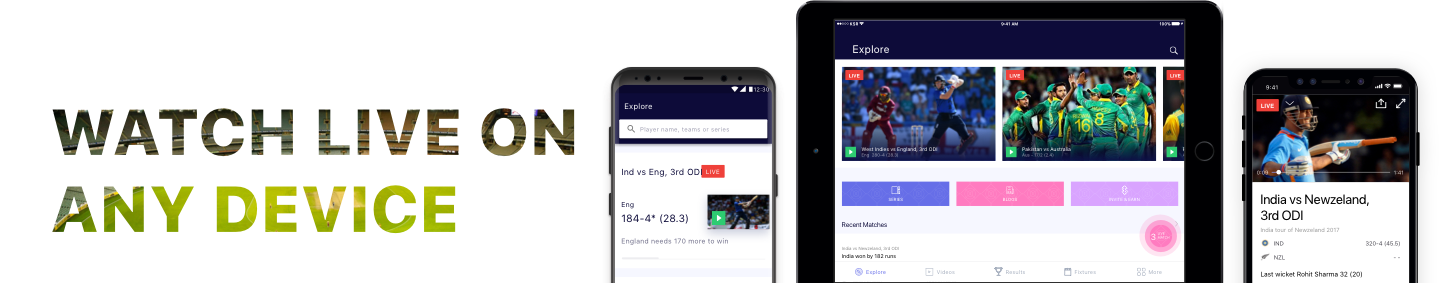 WATCH LIVE ON
ANY DEVICE
12:30
Explore
Player name, teams or series
Ind vs Eng, 3rd ODI
LIVE
Eng
184-4* (28.3)
England needs 170 more to win
9:41 AM
100%
Explore
LIVE
LIVE
LIVE
West Indies vs England, 3rd ODI
Pakistan vs Australia
SERIES
Recent Matches
India vs Newzeland, 3rd ODI
India won by 182 runs
3
Explore
Videos
Results
Fixtures
More
9:41
LIVE
0:09
1:41
India vs Newzeland,
3rd ODI
India tour of Newzeland 2017
IND 320-4 (45.5)
NZL - -
Last wicket Rohit Sharma 32 (20)